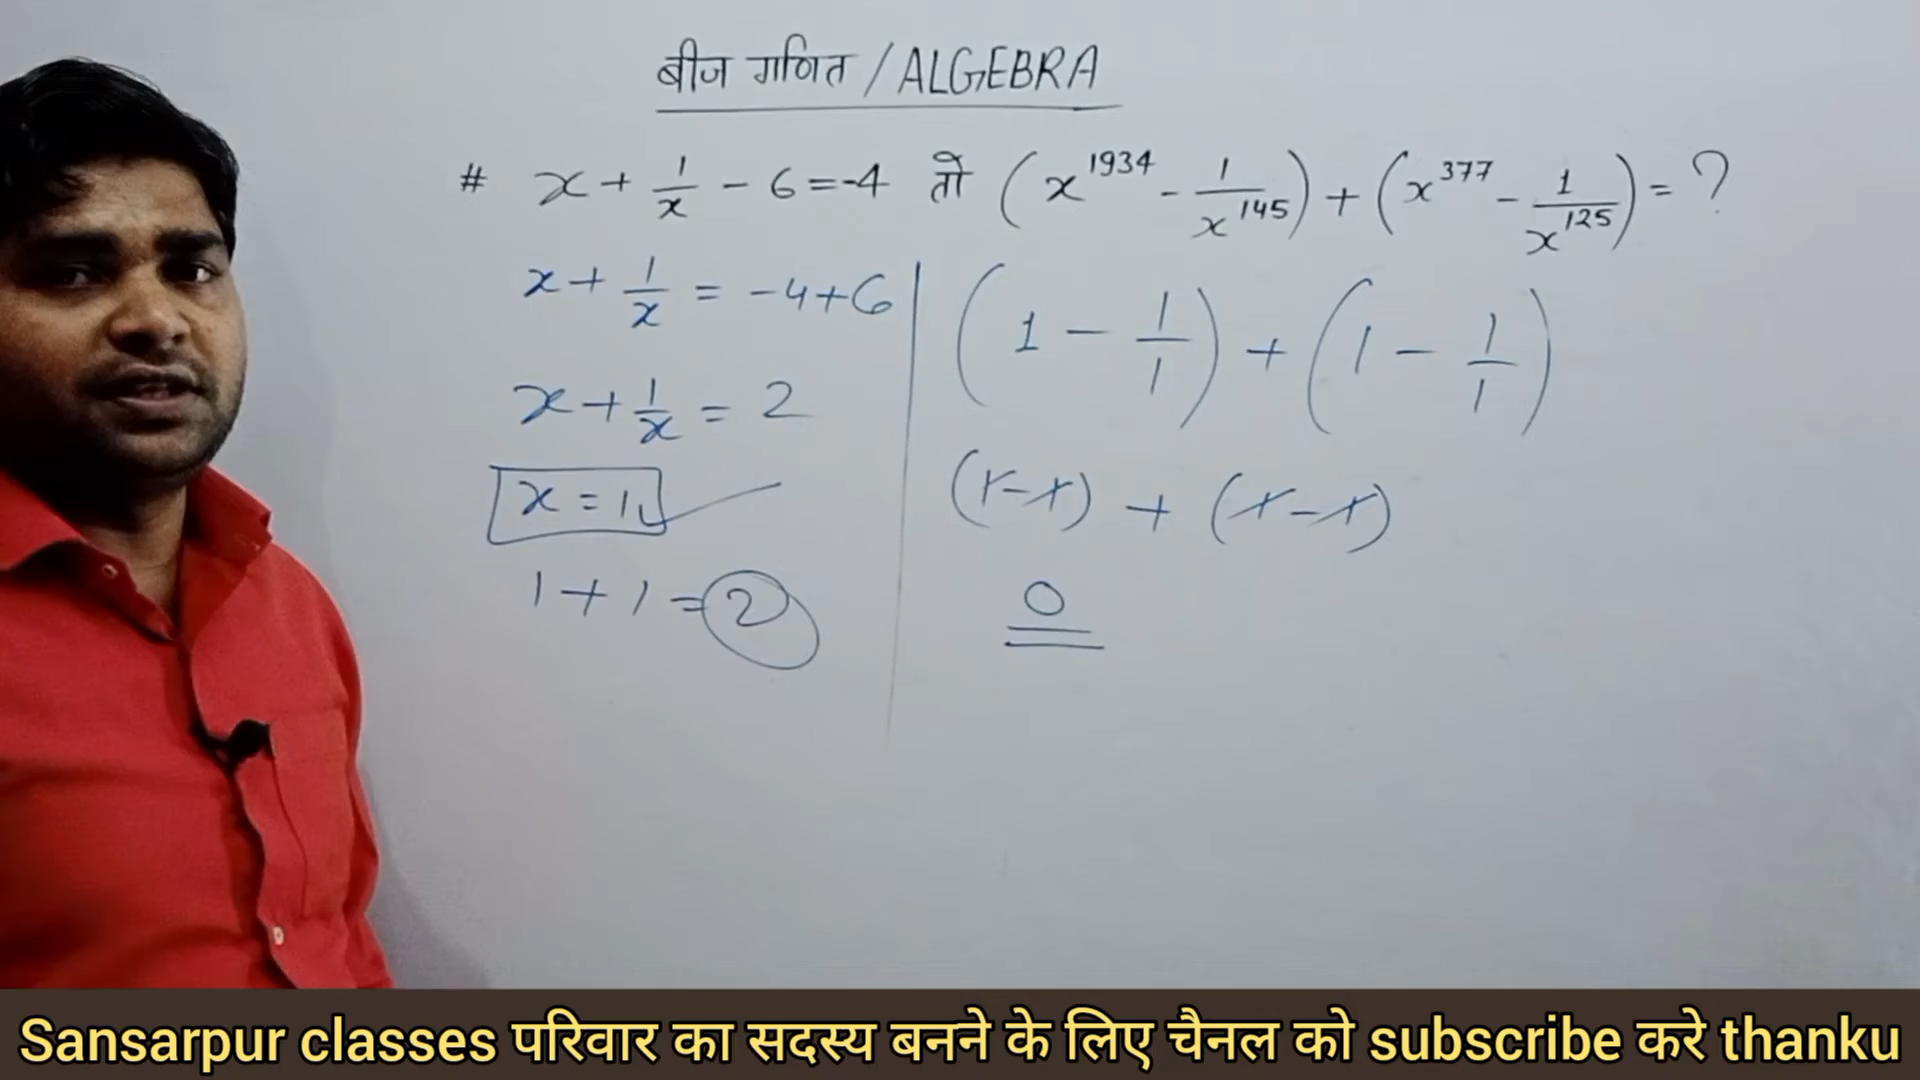 बीज गणित / ALGEBRA
# x + 1/x - 6 = -4 तो (x^1934 - 1/x^145) + (x^377 - 1/x^125) = ?
x + 1/x = -4+6
x + 1/x = 2
x = 1
1 + 1 = 2
(1 - 1/1) + (1 - 1/1)
(1-1) + (1-1)
0
Sansarpur classes परिवार का सदस्य बनने के लिए चैनल को subscribe करे thanku